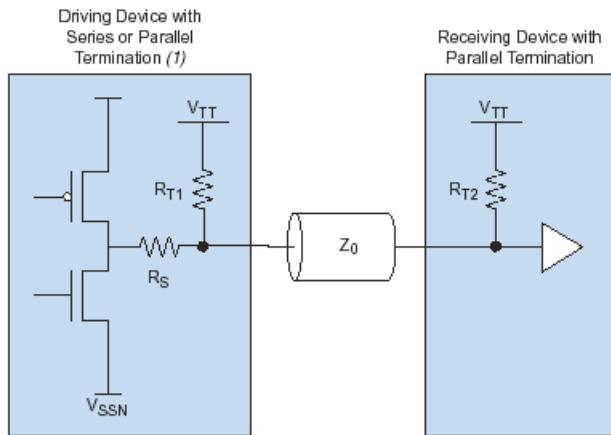 Driving Device with
Series or Parallel
Termination (1)
Receiving Device with
Parallel Termination
VTT
VTT
RT1
RT2
Z0
RS
VSSN